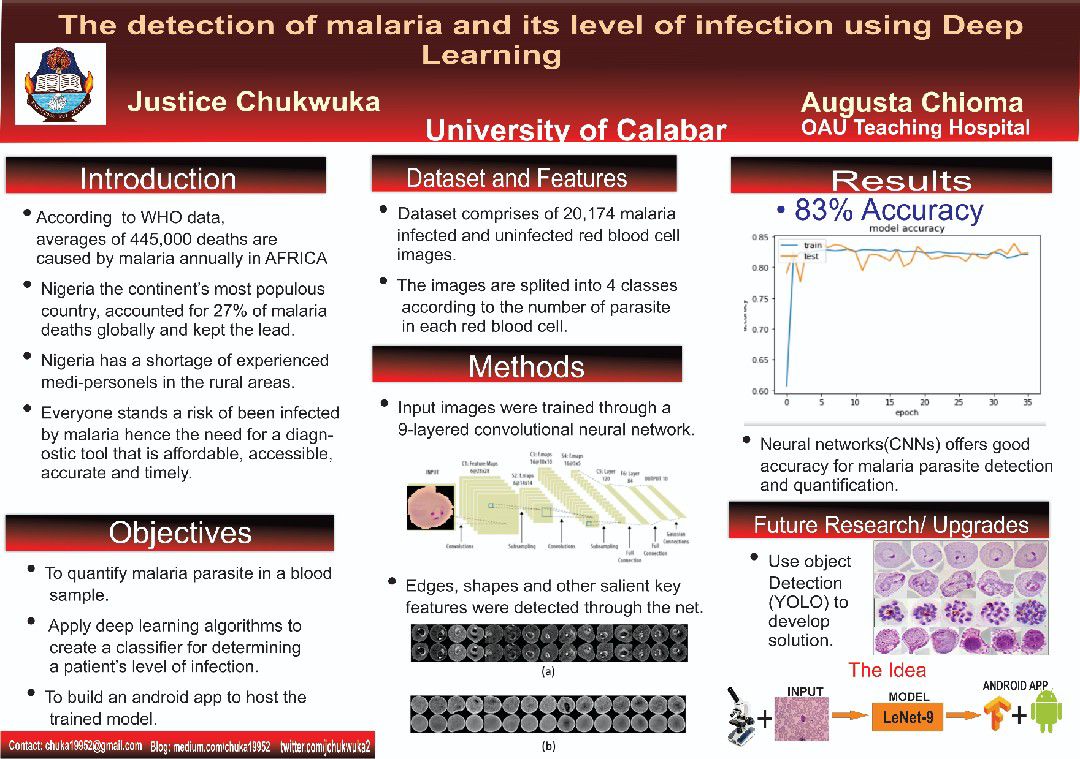 The detection of malaria and its level of infection using Deep
Learning
Justice Chukwuka
University of Calabar
Augusta Chioma
OAU Teaching Hospital
Introduction
• According to WHO data,
averages of 445,000 deaths are
caused by malaria annually in AFRICA
• Nigeria the continent's most populous
country, accounted for 27% of malaria
deaths globally and kept the lead.
• Nigeria has a shortage of experienced
medi-personels in the rural areas.
• Everyone stands a risk of been infected
by malaria hence the need for a diagn-
ostic tool that is affordable, accessible,
accurate and timely.
Objectives
• To quantify malaria parasite in a blood
sample.
• Apply deep learning algorithms to
create a classifier for determining
a patient's level of infection.
• To build an android app to host the
trained model.
Contact: chuka19952@gmail.com Blog: medium.com/chuka19952 twitter.com/jchukwuka2
Dataset and Features
• Dataset comprises of 20,174 malaria
infected and uninfected red blood cell
images.
• The images are splited into 4 classes
according to the number of parasite
in each red blood cell.
Methods
• Input images were trained through a
9-layered convolutional neural network.
INPUT
C1: Feature Maps
6@28x28
S2: f.maps
6@14x14
C3: f.maps
16@10x10
S4: f.maps
16@5x5
C5: Layer
120
F6: Layer
84
OUTPUT 10
Convolutions
Subsampling
Convolutions
Subsampling
Full
Connection
Full
Connection
Gaussian
Connections
• Edges, shapes and other salient key
features were detected through the net.
(a)
(b)
Results
• 83% Accuracy
model accuracy
train
test
0.85
0.80
0.75
0.70
0.65
0.60
0 5 10 15 20 25 30 35
epoch
• Neural networks(CNNs) offers good
accuracy for malaria parasite detection
and quantification.
Future Research/ Upgrades
• Use object
Detection
(YOLO) to
develop
solution.
The Idea
INPUT
MODEL
ANDROID APP
+
LeNet-9
+